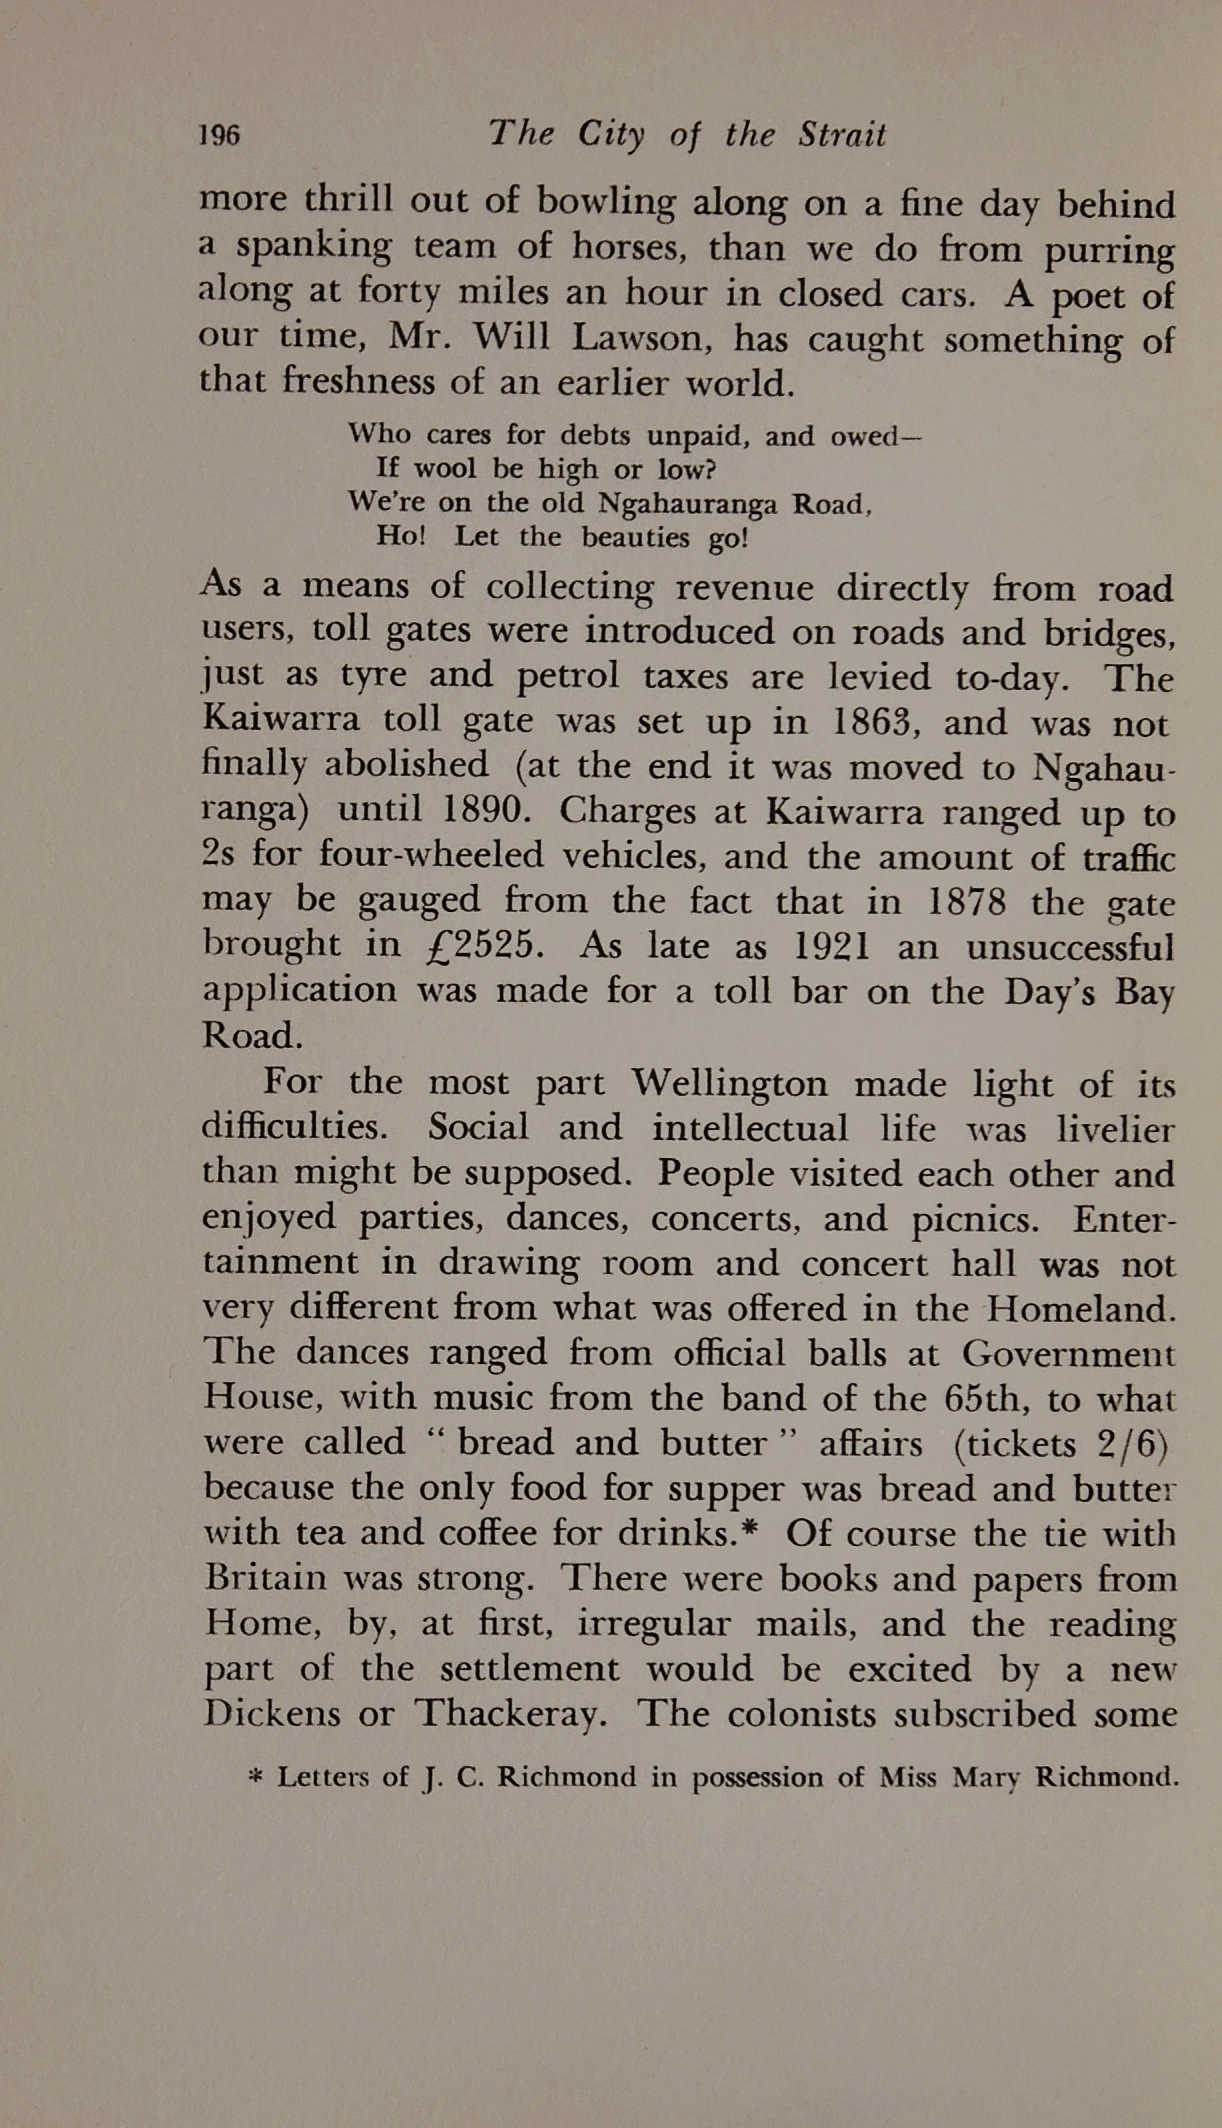 196 The City of the Strait
more thrill out of bowling along on a fine day behind
a spanking team of horses, than we do from purring
along at forty miles an hour in closed cars. A poet of
our time, Mr. Will Lawson, has caught something of
that freshness of an earlier world.
Who cares for debts unpaid, and owed—
If wool be high or low?
We're on the old Ngahauranga Road,
Ho! Let the beauties go!
As a means of collecting revenue directly from road
users, toll gates were introduced on roads and bridges,
just as tyre and petrol taxes are levied to-day. The
Kaiwarra toll gate was set up in 1863, and was not
finally abolished (at the end it was moved to Ngahau-
ranga) until 1890. Charges at Kaiwarra ranged up to
2s for four-wheeled vehicles, and the amount of traffic
may be gauged from the fact that in 1878 the gate
brought in £2525. As late as 1921 an unsuccessful
application was made for a toll bar on the Day's Bay
Road.
For the most part Wellington made light of its
difficulties. Social and intellectual life was livelier
than might be supposed. People visited each other and
enjoyed parties, dances, concerts, and picnics. Enter-
tainment in drawing room and concert hall was not
very different from what was offered in the Homeland.
The dances ranged from official balls at Government
House, with music from the band of the 65th, to what
were called “ bread and butter ” affairs (tickets 2/6)
because the only food for supper was bread and butter
with tea and coffee for drinks.* Of course the tie with
Britain was strong. There were books and papers from
Home, by, at first, irregular mails, and the reading
part of the settlement would be excited by a new
Dickens or Thackeray. The colonists subscribed some
* Letters of J. C. Richmond in possession of Miss Mary Richmond.